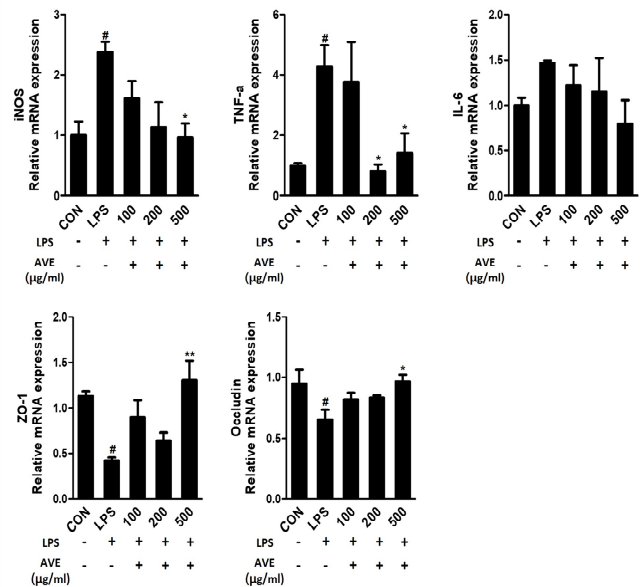 iNOS
Relative mRNA expression
3
2
1
0
#
*
CON LPS 100 200 500
LPS - + + + +
AVE - - + + +
(μg/ml)
TNF-a
Relative mRNA expression
6
4
2
0
#
*
*
CON LPS 100 200 500
LPS - + + + +
AVE - - + + +
(μg/ml)
IL-6
Relative mRNA expression
2.0
1.5
1.0
0.5
CON LPS 100 200 500
LPS - + + + +
AVE - - + + +
(μg/ml)
ZO-1
Relative mRNA expression
2.0
1.5
1.0
0.5
0.0
#
**
CON LPS 100 200 500
LPS - + + + +
AVE - - + + +
(μg/ml)
Occludin
Relative mRNA expression
1.5
1.0
0.5
0.0
#
*
CON LPS 100 200 500
LPS - + + + +
AVE - - + + +
(μg/ml)